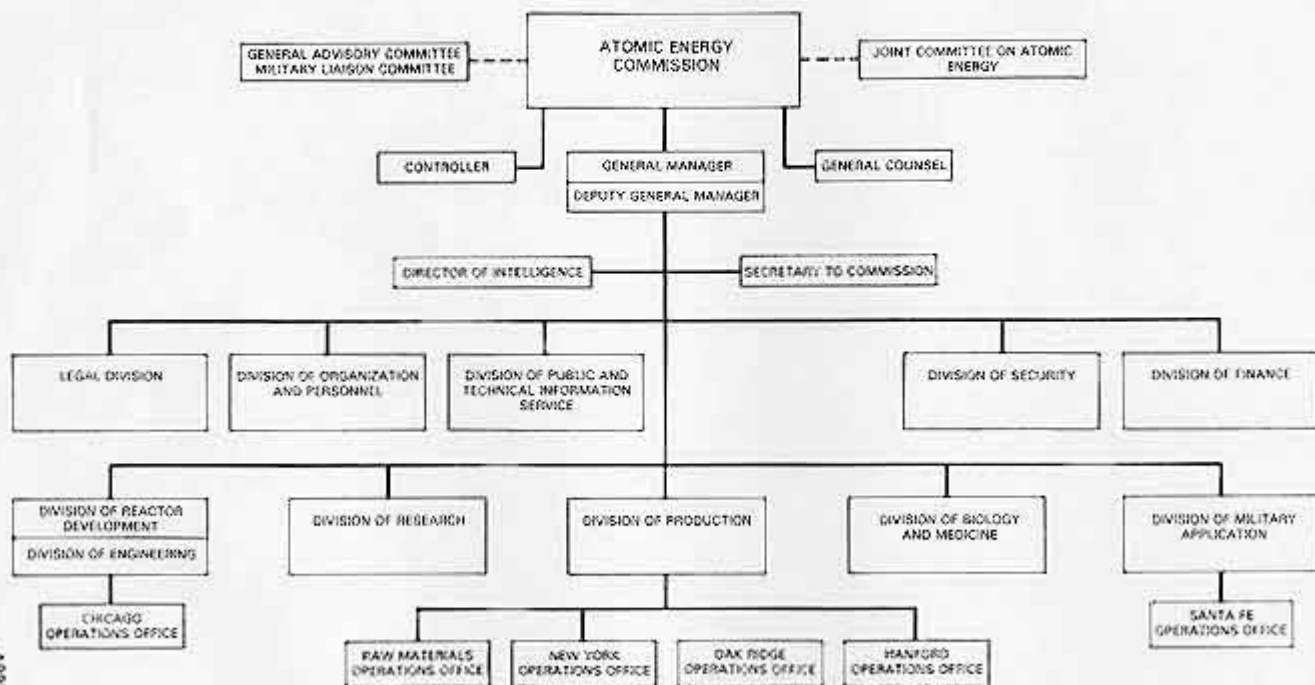 GENERAL ADVISORY COMMITTEE
MILITARY LIAISON COMMITTEE
ATOMIC ENERGY
COMMISSION
JOINT COMMITTEE ON ATOMIC
ENERGY
CONTROLLER
GENERAL MANAGER
DEPUTY GENERAL MANAGER
GENERAL COUNSEL
DIRECTOR OF INTELLIGENCE
SECRETARY TO COMMISSION
LEGAL DIVISION
DIVISION OF ORGANIZATION
AND PERSONNEL
DIVISION OF PUBLIC AND
TECHNICAL INFORMATION
SERVICE
DIVISION OF SECURITY
DIVISION OF FINANCE
DIVISION OF REACTOR
DEVELOPMENT
DIVISION OF ENGINEERING
DIVISION OF RESEARCH
DIVISION OF PRODUCTION
DIVISION OF BIOLOGY
AND MEDICINE
DIVISION OF MILITARY
APPLICATION
CHICAGO
OPERATIONS OFFICE
RAW MATERIALS
OPERATIONS OFFICE
NEW YORK
OPERATIONS OFFICE
OAK RIDGE
OPERATIONS OFFICE
HANFORD
OPERATIONS OFFICE
SANTA FE
OPERATIONS OFFICE